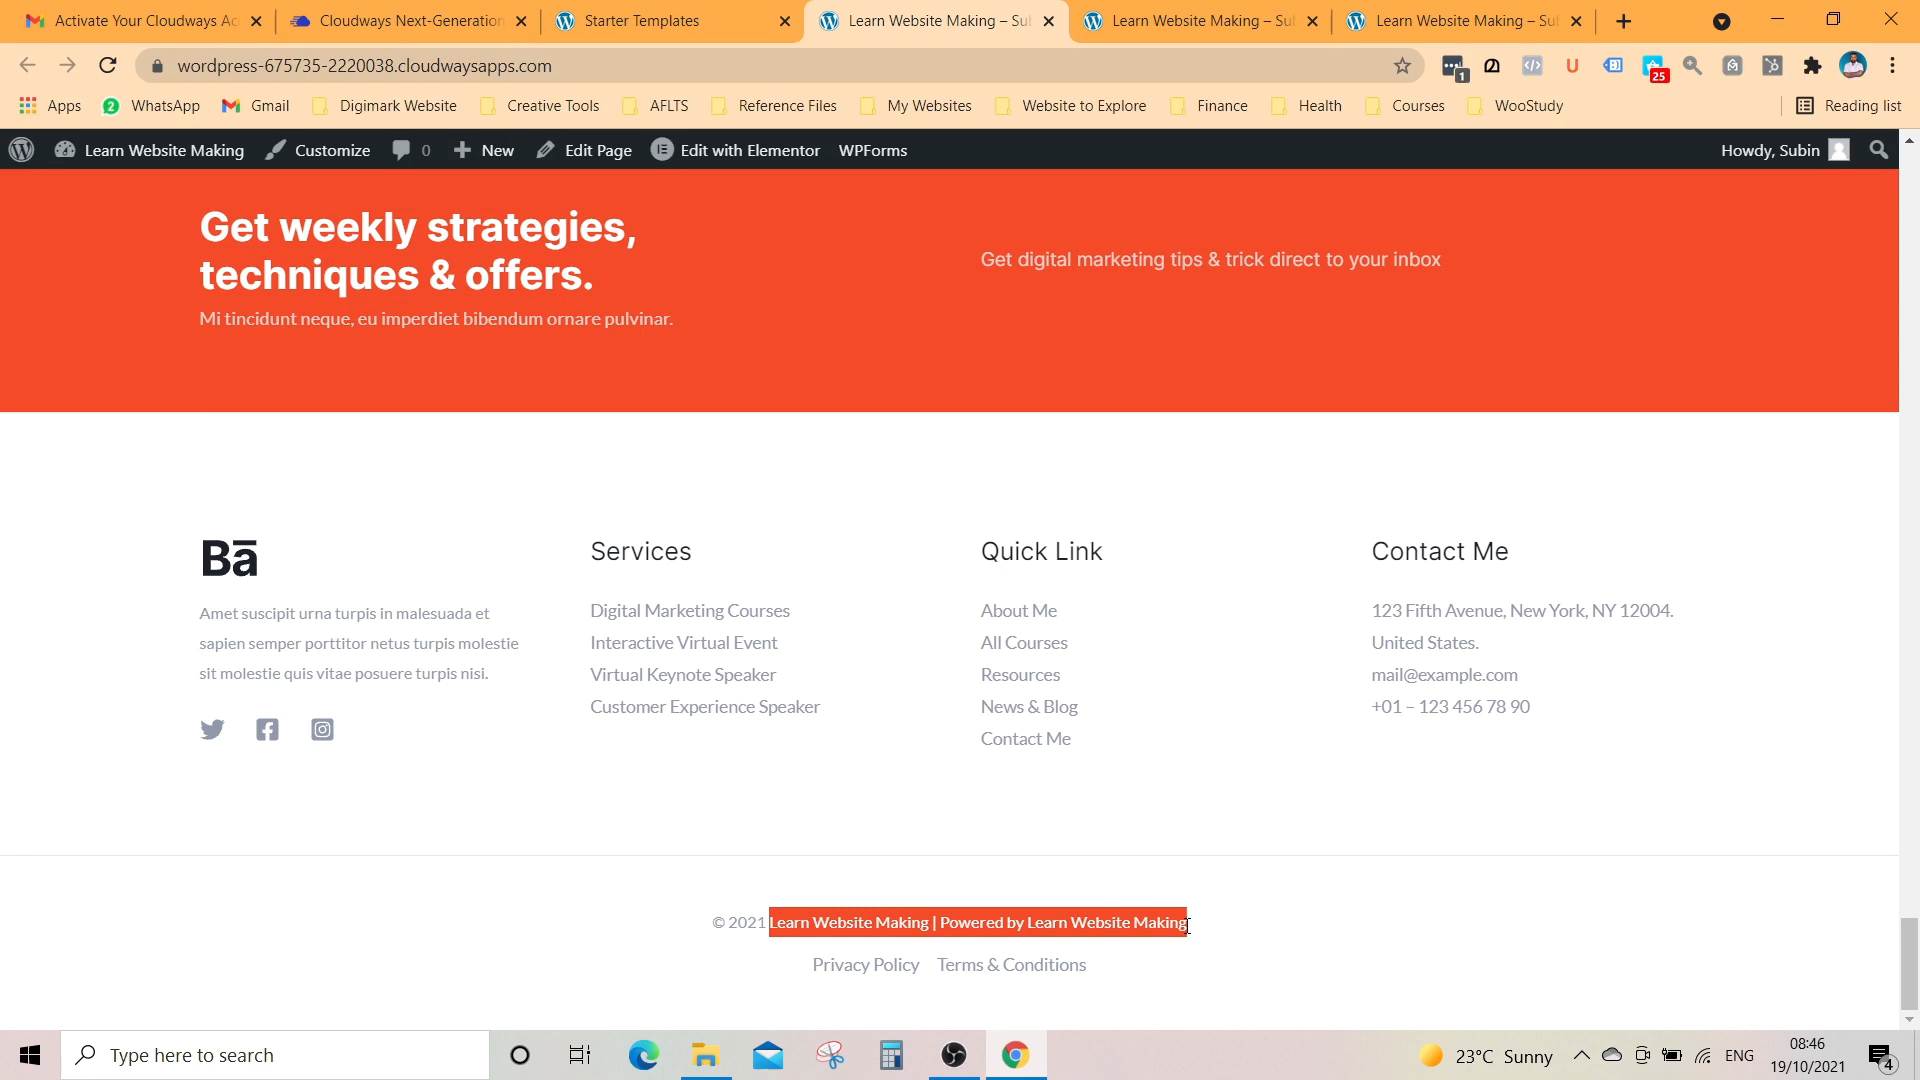 Activate Your Cloudways Ac
Cloudways Next-Generation
Starter Templates
Learn Website Making – Sub
Learn Website Making – Sub
Learn Website Making – Sub
wordpress-675735-2220038.cloudwaysapps.com
1
25
Apps
2
WhatsApp
Gmail
Digimark Website
Creative Tools
AFLTS
Reference Files
My Websites
Website to Explore
Finance
Health
Courses
WooStudy
Reading list
Learn Website Making
Customize
0
New
Edit Page
Edit with Elementor
WPForms
Howdy, Subin
Get weekly strategies,
techniques & offers.
Mi tincidunt neque, eu imperdiet bibendum ornare pulvinar.
Get digital marketing tips & trick direct to your inbox
Bā
Amet suscipit urna turpis in malesuada et
sapien semper porttitor netus turpis molestie
sit molestie quis vitae posuere turpis nisi.
Services
Digital Marketing Courses
Interactive Virtual Event
Virtual Keynote Speaker
Customer Experience Speaker
Quick Link
About Me
All Courses
Resources
News & Blog
Contact Me
Contact Me
123 Fifth Avenue, New York, NY 12004.
United States.
mail@example.com
+01 – 123 456 78 90
© 2021 Learn Website Making | Powered by Learn Website Making
Privacy Policy Terms & Conditions
Type here to search
23°C Sunny
ENG
08:46
19/10/2021
4